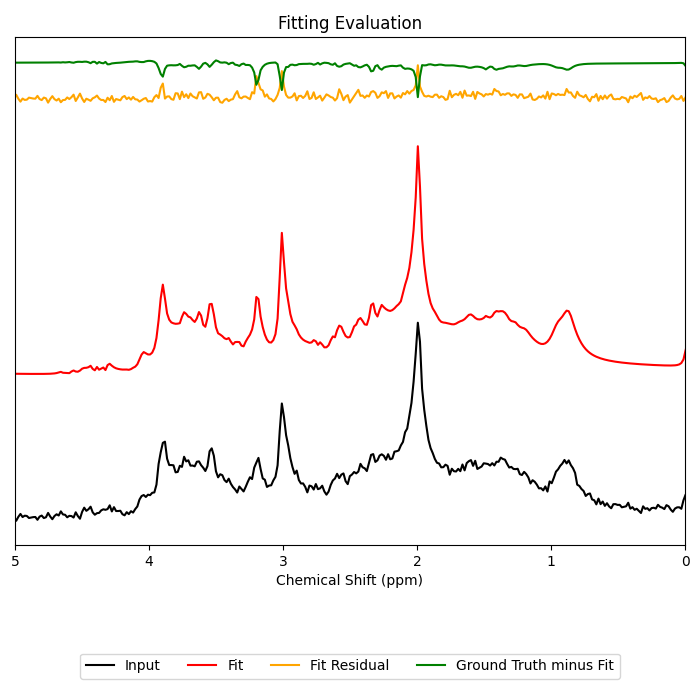 Fitting Evaluation
5 4 3 2 1 0
Chemical Shift (ppm)
Input Fit Fit Residual Ground Truth minus Fit